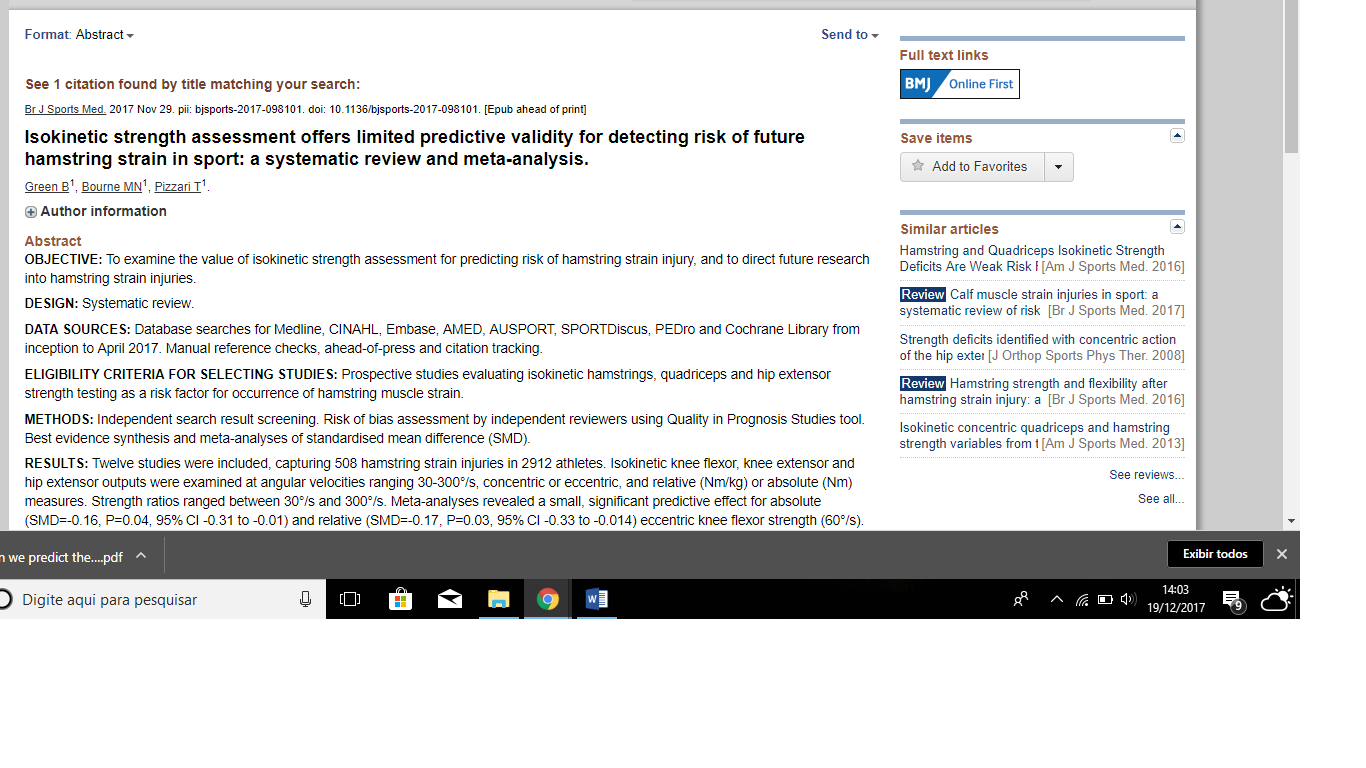 Format: Abstract
Send to
See 1 citation found by title matching your search:
Br J Sports Med. 2017 Nov 29. pii: bjsports-2017-098101. doi: 10.1136/bjsports-2017-098101. [Epub ahead of print]
Isokinetic strength assessment offers limited predictive validity for detecting risk of future
hamstring strain in sport: a systematic review and meta-analysis.
Green B1, Bourne MN1, Pizzari T1.
Author information
Abstract
OBJECTIVE: To examine the value of isokinetic strength assessment for predicting risk of hamstring strain injury, and to direct future research
into hamstring strain injuries.
DESIGN: Systematic review.
DATA SOURCES: Database searches for Medline, CINAHL, Embase, AMED, AUSPORT, SPORTDiscus, PEDro and Cochrane Library from
inception to April 2017. Manual reference checks, ahead-of-press and citation tracking.
ELIGIBILITY CRITERIA FOR SELECTING STUDIES: Prospective studies evaluating isokinetic hamstrings, quadriceps and hip extensor
strength testing as a risk factor for occurrence of hamstring muscle strain.
METHODS: Independent search result screening. Risk of bias assessment by independent reviewers using Quality in Prognosis Studies tool.
Best evidence synthesis and meta-analyses of standardised mean difference (SMD).
RESULTS: Twelve studies were included, capturing 508 hamstring strain injuries in 2912 athletes. Isokinetic knee flexor, knee extensor and
hip extensor outputs were examined at angular velocities ranging 30-300°/s, concentric or eccentric, and relative (Nm/kg) or absolute (Nm)
measures. Strength ratios ranged between 30°/s and 300°/s. Meta-analyses revealed a small, significant predictive effect for absolute
(SMD=-0.16, P=0.04, 95% CI -0.31 to -0.01) and relative (SMD=-0.17, P=0.03, 95% CI -0.33 to -0.014) eccentric knee flexor strength (60°/s).
Full text links
BMJ Online First
Save items
Add to Favorites
Similar articles
Hamstring and Quadriceps Isokinetic Strength
Deficits Are Weak Risk [Am J Sports Med. 2016]
Review Calf muscle strain injuries in sport: a
systematic review of risk [Br J Sports Med. 2017]
Strength deficits identified with concentric action
of the hip exter [J Orthop Sports Phys Ther. 2008]
Review Hamstring strength and flexibility after
hamstring strain injury: a [Br J Sports Med. 2016]
Isokinetic concentric quadriceps and hamstring
strength variables from [Am J Sports Med. 2013]
See reviews...
See all...
n we predict the....pdf
Exibir todos
Digite aqui para pesquisar
14:03
19/12/2017
9